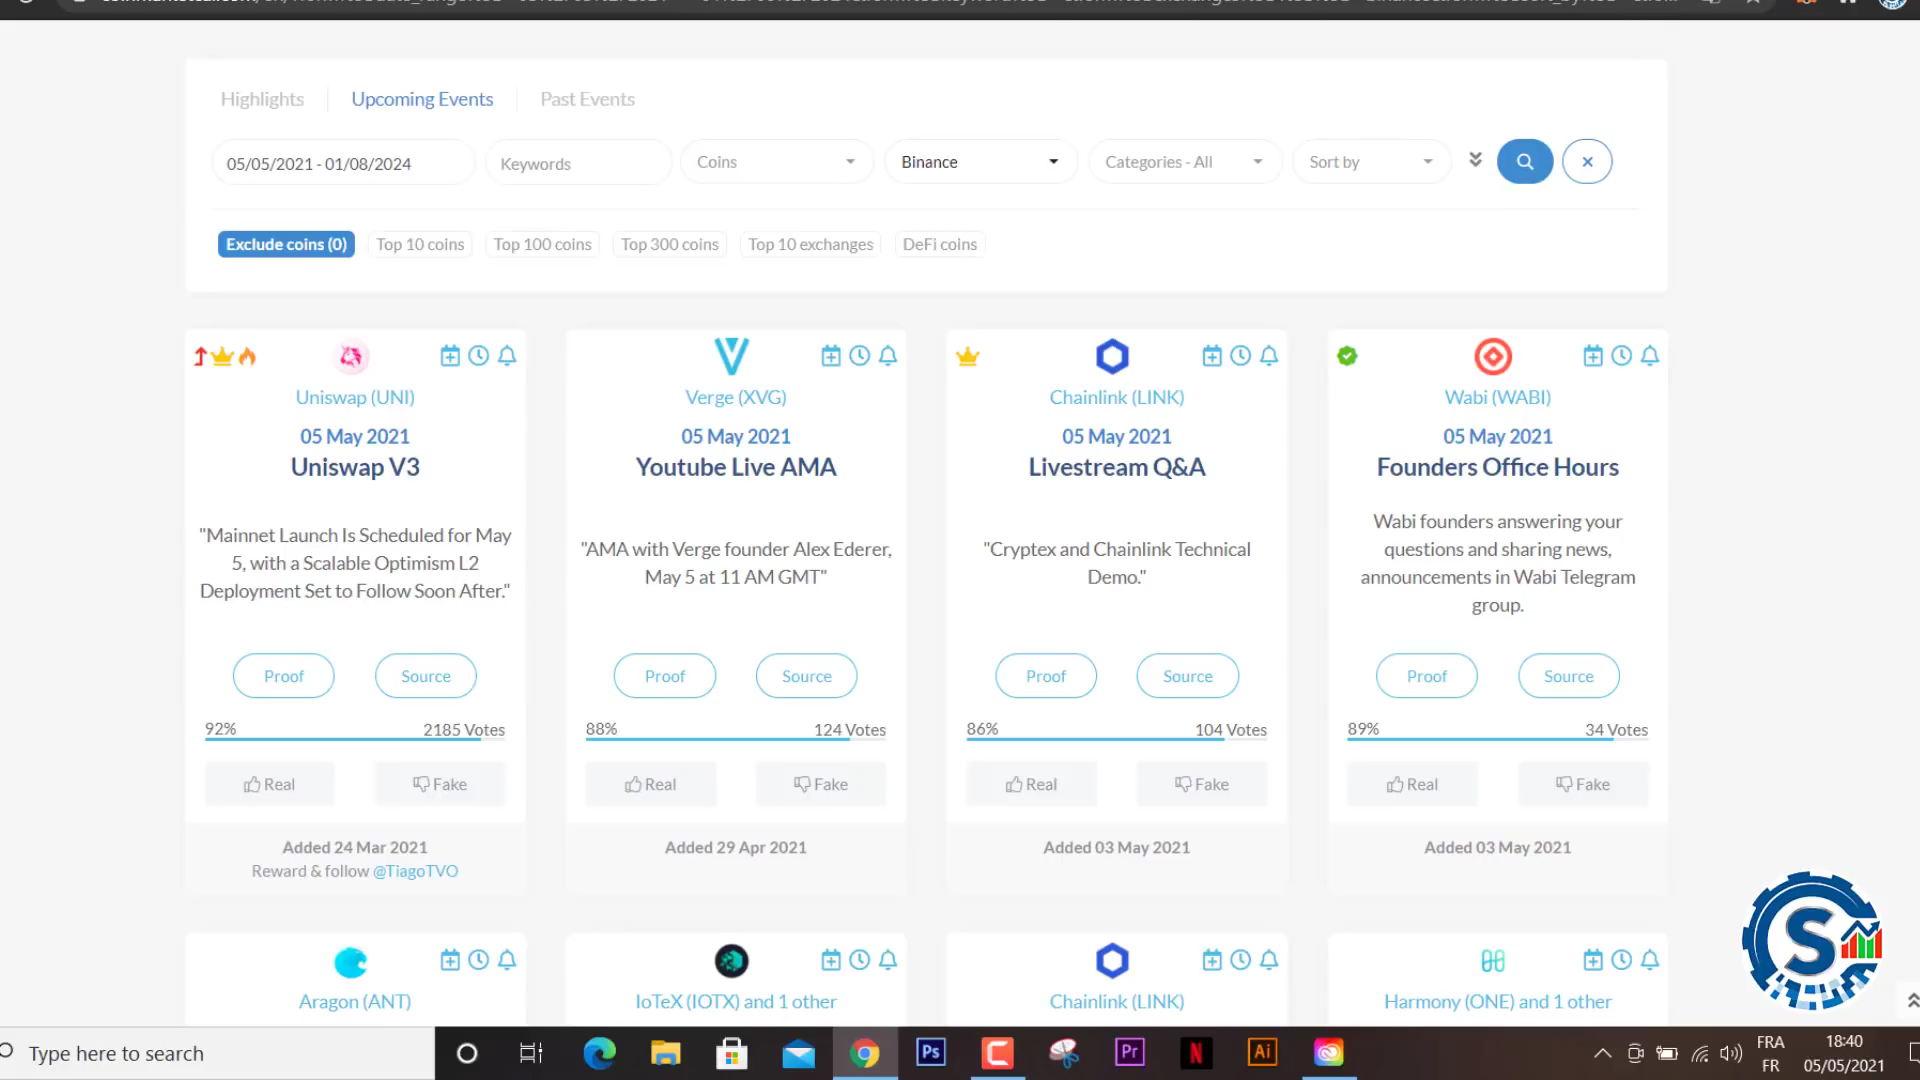 Highlights
Upcoming Events
Past Events
05/05/2021 - 01/08/2024
Keywords
Coins
Binance
Categories - All
Sort by
Exclude coins (0)
Top 10 coins
Top 100 coins
Top 300 coins
Top 10 exchanges
DeFi coins
Uniswap (UNI)
05 May 2021
Uniswap V3
"Mainnet Launch Is Scheduled for May
5, with a Scalable Optimism L2
Deployment Set to Follow Soon After."
Proof
Source
92%
2185 Votes
Real
Fake
Added 24 Mar 2021
Reward & follow @TiagoTVO
Verge (XVG)
05 May 2021
Youtube Live AMA
"AMA with Verge founder Alex Ederer,
May 5 at 11 AM GMT"
Proof
Source
88%
124 Votes
Real
Fake
Added 29 Apr 2021
Chainlink (LINK)
05 May 2021
Livestream Q&A
"Cryptex and Chainlink Technical
Demo."
Proof
Source
86%
104 Votes
Real
Fake
Added 03 May 2021
Wabi (WABI)
05 May 2021
Founders Office Hours
Wabi founders answering your
questions and sharing news,
announcements in Wabi Telegram
group.
Proof
Source
89%
34 Votes
Real
Fake
Added 03 May 2021
Aragon (ANT)
IoTeX (IOTX) and 1 other
Chainlink (LINK)
Harmony (ONE) and 1 other
S
Type here to search
Ps
Pr
N
Ai
FRA
FR
18:40
05/05/2021